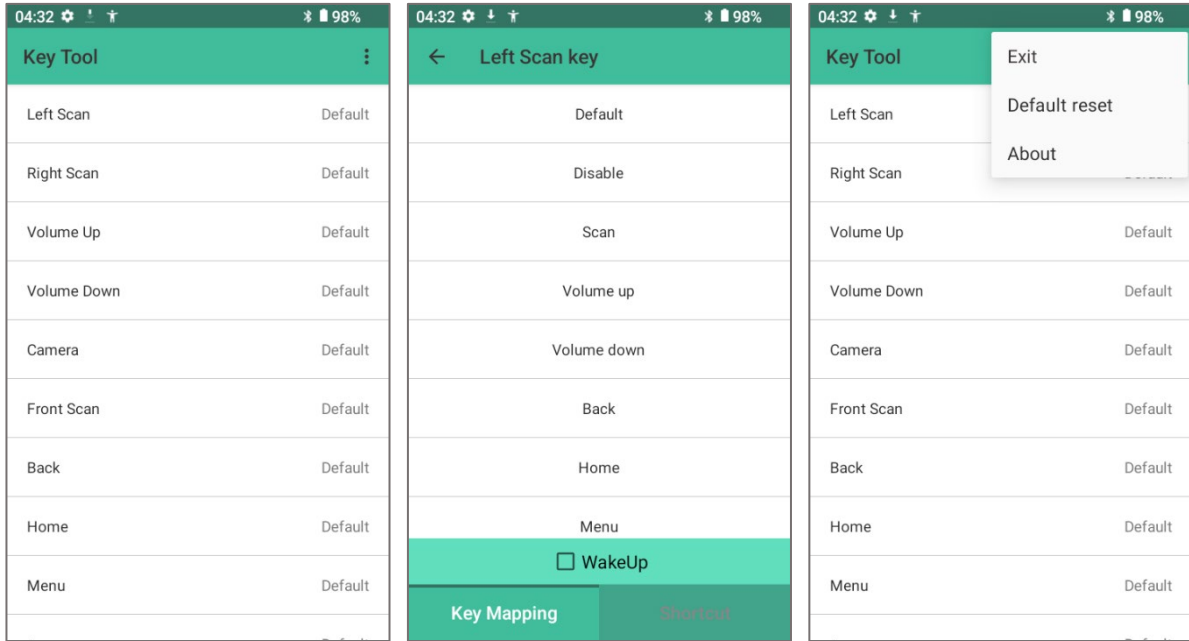 04:32 98%
Key Tool
Left Scan Default
Right Scan Default
Volume Up Default
Volume Down Default
Camera Default
Front Scan Default
Back Default
Home Default
Menu Default
04:32 98%
Left Scan key
Default
Disable
Scan
Volume up
Volume down
Back
Home
Menu
WakeUp
Key Mapping Shortcut
04:32 98%
Key Tool
Exit
Default reset
About
Left Scan
Right Scan
Volume Up Default
Volume Down Default
Camera Default
Front Scan Default
Back Default
Home Default
Menu Default